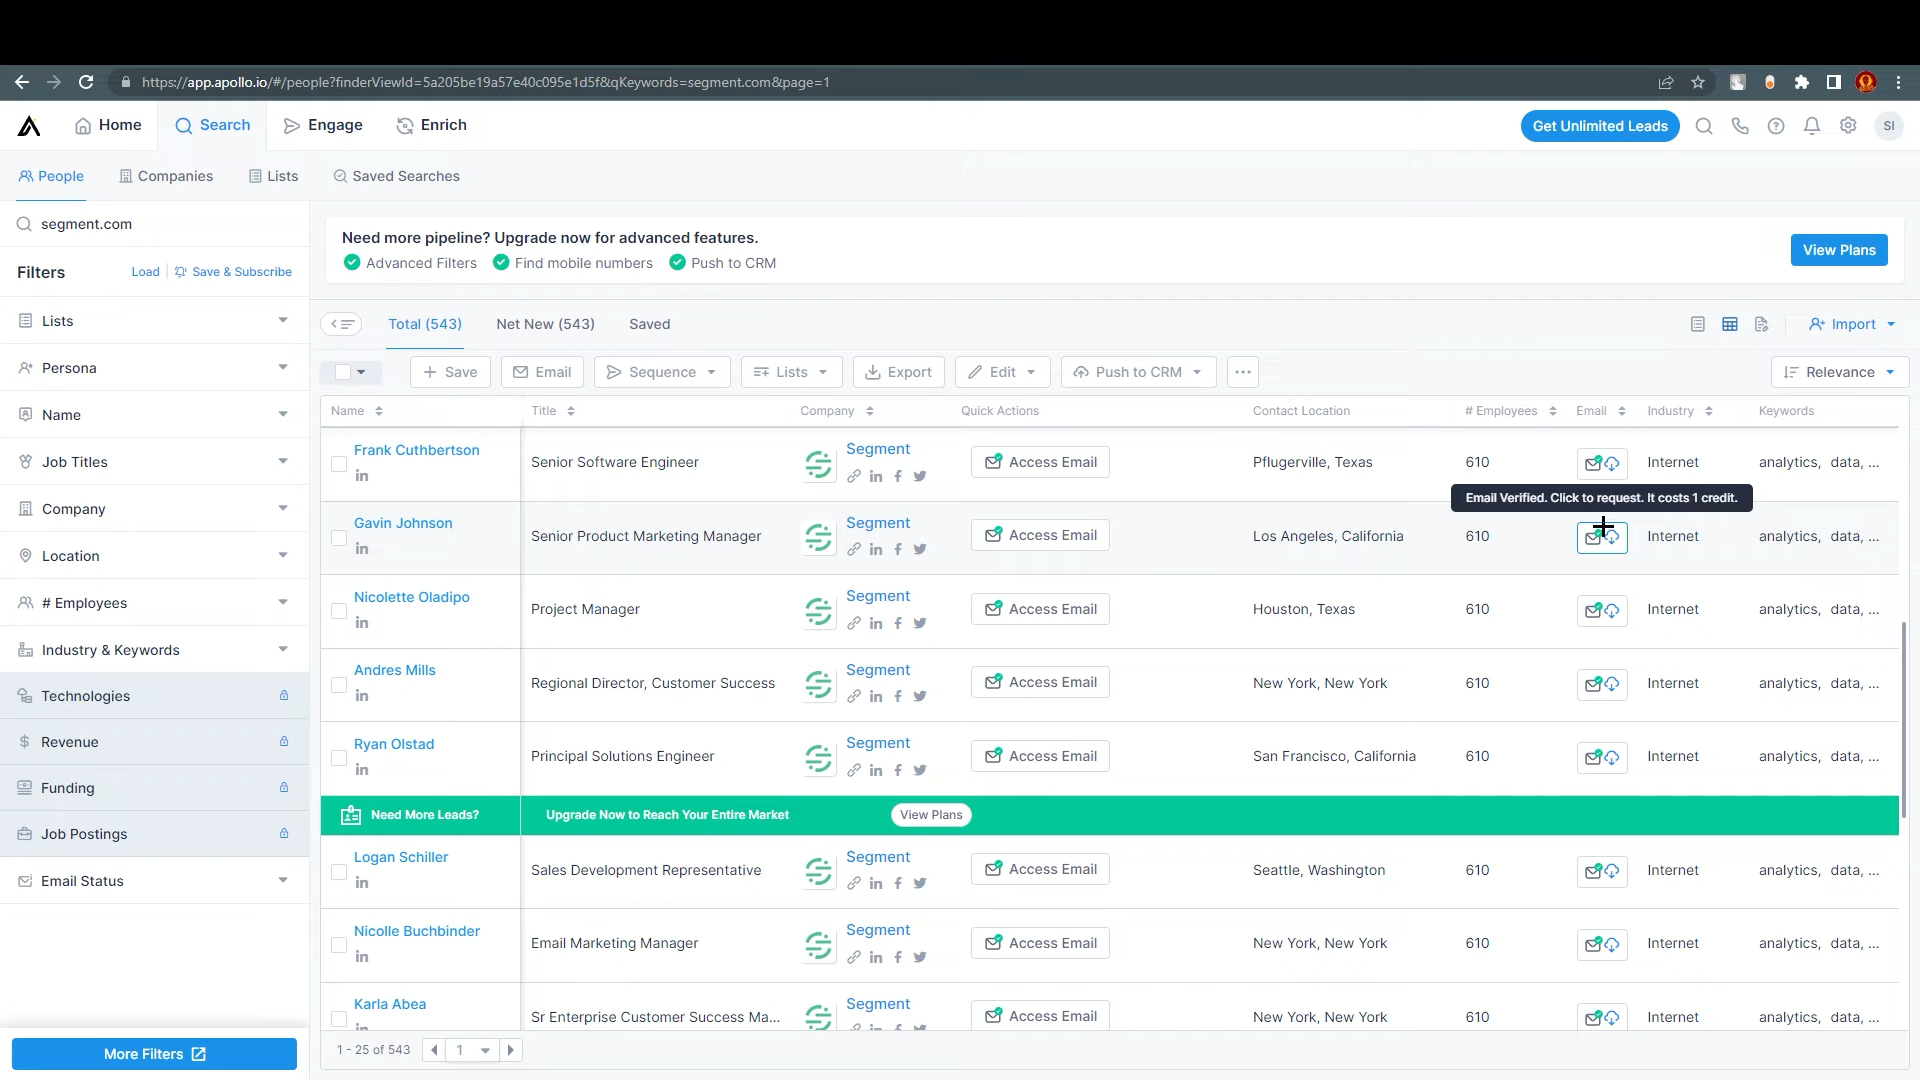 https://app.apollo.io/#/people?finderViewId=5a205be19a57e40c095e1d5f&qKeywords=segment.com&page=1
Home Search Engage Enrich Get Unlimited Leads SI
People Companies Lists Saved Searches
segment.com
Need more pipeline? Upgrade now for advanced features.
Advanced Filters Find mobile numbers Push to CRM View Plans
Filters Load Save & Subscribe
Lists
Persona
Name
Job Titles
Company
Location
# Employees
Industry & Keywords
Technologies
Revenue
Funding
Job Postings
Email Status
More Filters
Total (543) Net New (543) Saved Import
Save Email Sequence Lists Export Edit Push to CRM ... Relevance
Name Title Company Quick Actions Contact Location # Employees Email Industry Keywords
Frank Cuthbertson Senior Software Engineer Segment Access Email Pflugerville, Texas 610 Internet analytics, data, ...
Email Verified. Click to request. It costs 1 credit.
Gavin Johnson Senior Product Marketing Manager Segment Access Email Los Angeles, California 610 Internet analytics, data, ...
Nicolette Oladipo Project Manager Segment Access Email Houston, Texas 610 Internet analytics, data, ...
Andres Mills Regional Director, Customer Success Segment Access Email New York, New York 610 Internet analytics, data, ...
Ryan Olstad Principal Solutions Engineer Segment Access Email San Francisco, California 610 Internet analytics, data, ...
Need More Leads? Upgrade Now to Reach Your Entire Market View Plans
Logan Schiller Sales Development Representative Segment Access Email Seattle, Washington 610 Internet analytics, data, ...
Nicolle Buchbinder Email Marketing Manager Segment Access Email New York, New York 610 Internet analytics, data, ...
Karla Abea Sr Enterprise Customer Success Ma... Segment Access Email New York, New York 610 Internet analytics, data, ...
1 - 25 of 543 1